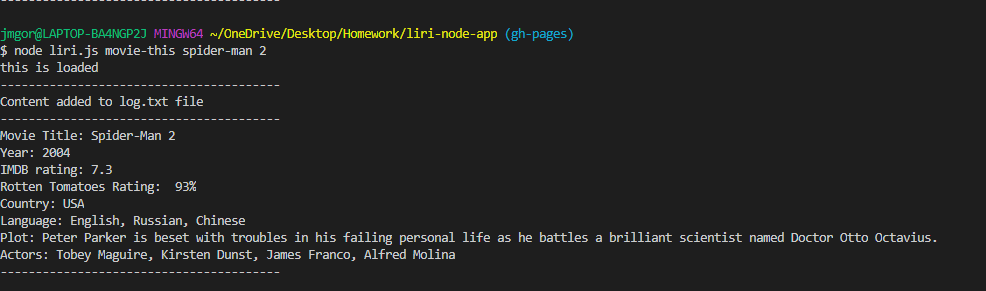 ----------------------------------------
jmgor@LAPTOP-BA4NGP2J MINGW64 ~/OneDrive/Desktop/Homework/liri-node-app (gh-pages)
$ node liri.js movie-this spider-man 2
this is loaded
----------------------------------------
Content added to log.txt file
----------------------------------------
Movie Title: Spider-Man 2
Year: 2004
IMDB rating: 7.3
Rotten Tomatoes Rating:  93%
Country: USA
Language: English, Russian, Chinese
Plot: Peter Parker is beset with troubles in his failing personal life as he battles a brilliant scientist named Doctor Otto Octavius.
Actors: Tobey Maguire, Kirsten Dunst, James Franco, Alfred Molina
----------------------------------------